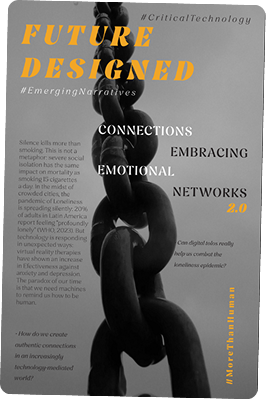 #CriticalTechnology
FUTURE
DESIGNED
#EmergingNarratives
CONNECTIONS
EMBRACING
EMOTIONAL
NETWORKS
2.0
Silence kills more than
smoking. This is not a
metaphor: severe social
isolation has the same
impact on mortality as
smoking 15 cigarettes
a day. In the midst of
crowded cities, the
pandemic of Loneliness
is spreading silently: 20%
of adults in Latin America
report feeling "profoundly
lonely" (WHO, 2023). But
technology is responding
in unexpected ways:
virtual reality therapies
have shown an increase
in Efectiveness against
anxiety and depression.
The paradox of our time
is that we need machines
to remind us how to be
human.
Can digital tolos really
help us combat the
loneliness epidemic?
- How do we create
authentic connections
in an increasingly
technology-mediated
world?
#MoreThanHuman